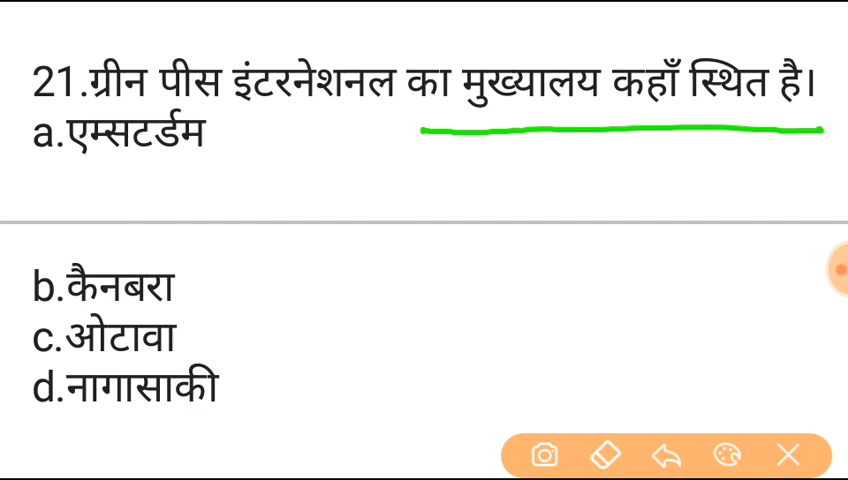 21.ग्रीन पीस इंटरनेशनल का मुख्यालय कहाँ स्थित है।
a.एम्सटर्डम
b.कैनबरा
c.ओटावा
d.नागासाकी